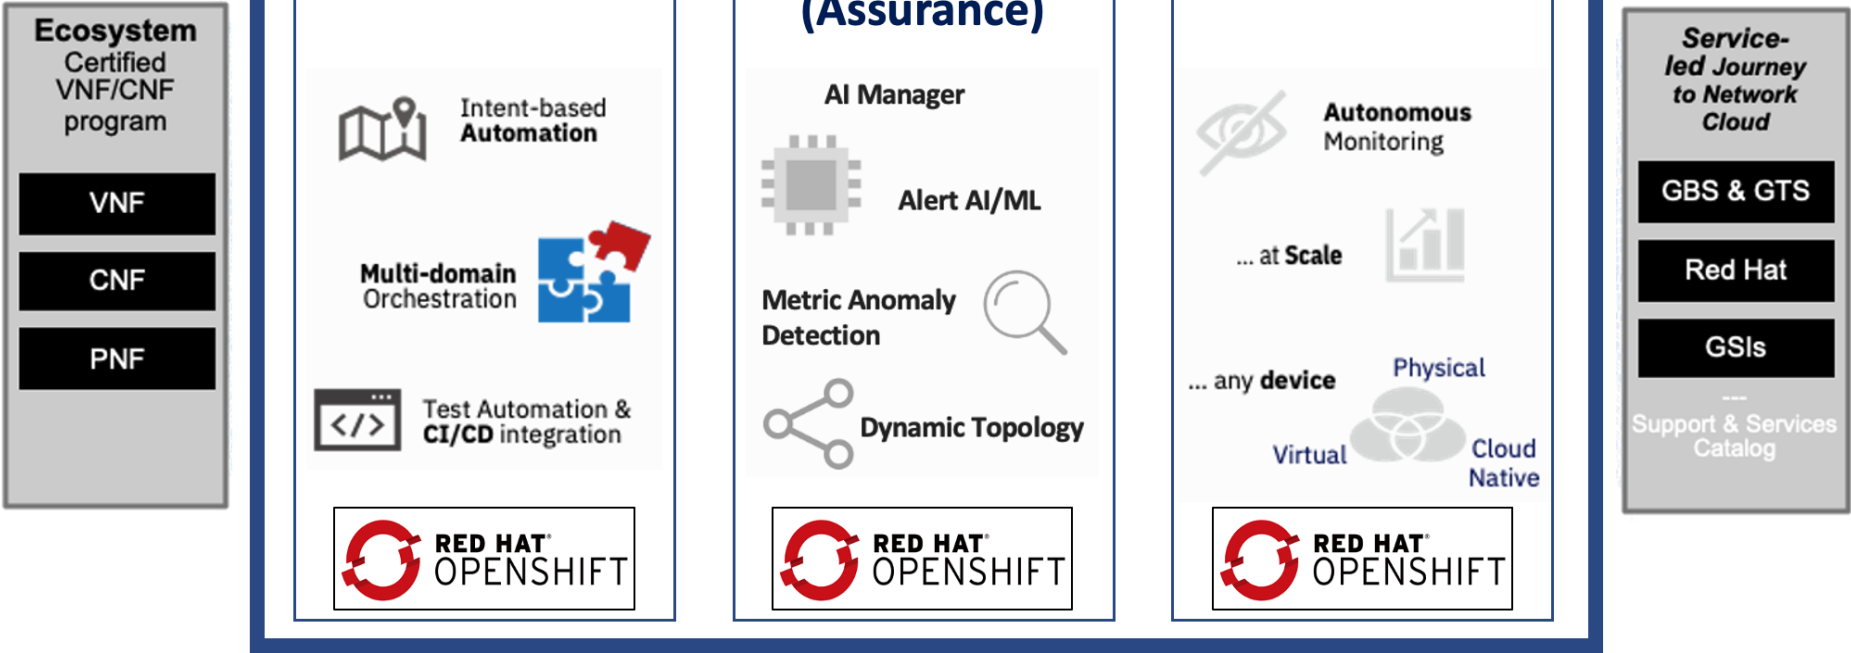 Ecosystem
Certified
VNF/CNF
program
VNF
CNF
PNF
Intent-based
Automation
Multi-domain
Orchestration
</>
Test Automation &
CI/CD integration
RED HAT®
OPENSHIFT
(Assurance)
AI Manager
Alert AI/ML
Metric Anomaly
Detection
Dynamic Topology
RED HAT®
OPENSHIFT
Autonomous
Monitoring
... at Scale
... any device
Physical
Virtual
Cloud
Native
RED HAT®
OPENSHIFT
Service-
led Journey
to Network
Cloud
GBS & GTS
Red Hat
GSIs
---
Support & Services
Catalog